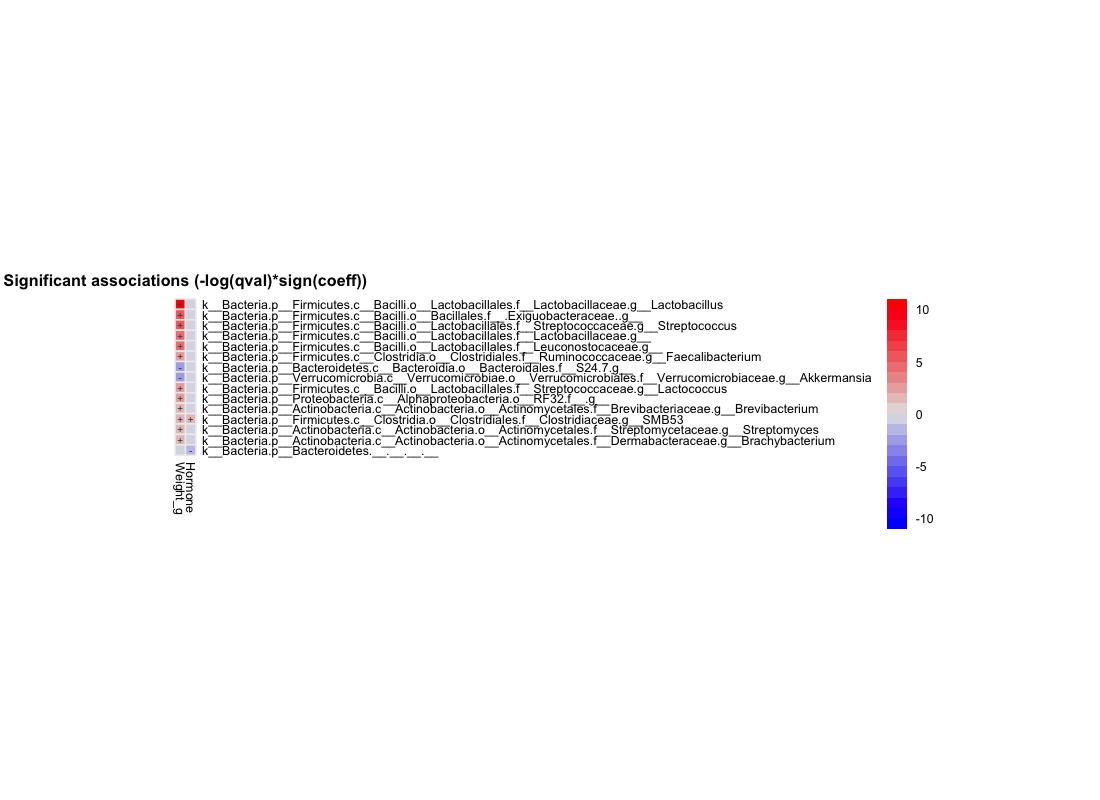 Significant associations (-log(qval)*sign(coeff))
+ k__Bacteria.p__Firmicutes.c__Bacilli.o__Lactobacillales.f__Lactobacillaceae.g__Lactobacillus
+ k__Bacteria.p__Firmicutes.c__Bacilli.o__Bacillales.f__.Exiguobacteraceae..g__
+ k__Bacteria.p__Firmicutes.c__Bacilli.o__Lactobacillales.f__Streptococcaceae.g__Streptococcus
+ k__Bacteria.p__Firmicutes.c__Bacilli.o__Lactobacillales.f__Lactobacillaceae.g__
+ k__Bacteria.p__Firmicutes.c__Bacilli.o__Lactobacillales.f__Leuconostocaceae.g__
+ k__Bacteria.p__Firmicutes.c__Clostridia.o__Clostridiales.f__Ruminococcaceae.g__Faecalibacterium
- k__Bacteria.p__Bacteroidetes.c__Bacteroidia.o__Bacteroidales.f__S24.7.g__
- k__Bacteria.p__Verrucomicrobia.c__Verrucomicrobiae.o__Verrucomicrobiales.f__Verrucomicrobiaceae.g__Akkermansia
+ k__Bacteria.p__Firmicutes.c__Bacilli.o__Lactobacillales.f__Streptococcaceae.g__Lactococcus
+ k__Bacteria.p__Proteobacteria.c__Alphaproteobacteria.o__RF32.f__.g__
+ k__Bacteria.p__Actinobacteria.c__Actinobacteria.o__Actinomycetales.f__Brevibacteriaceae.g__Brevibacterium
+ + k__Bacteria.p__Firmicutes.c__Clostridia.o__Clostridiales.f__Clostridiaceae.g__SMB53
+ k__Bacteria.p__Actinobacteria.c__Actinobacteria.o__Actinomycetales.f__Streptomycetaceae.g__Streptomyces
+ k__Bacteria.p__Actinobacteria.c__Actinobacteria.o__Actinomycetales.f__Dermabacteraceae.g__Brachybacterium
- k__Bacteria.p__Bacteroidetes.__.__.__.__
Weight_g
Hormone
10
5
0
-5
-10